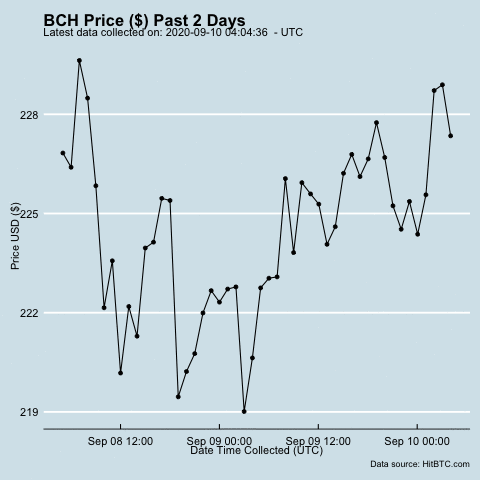 BCH Price ($) Past 2 Days
Latest data collected on: 2020-09-10 04:04:36  - UTC
228
225
222
219
Price USD ($)
Sep 08 12:00
Sep 09 00:00
Sep 09 12:00
Sep 10 00:00
Date Time Collected (UTC)
Data source: HitBTC.com